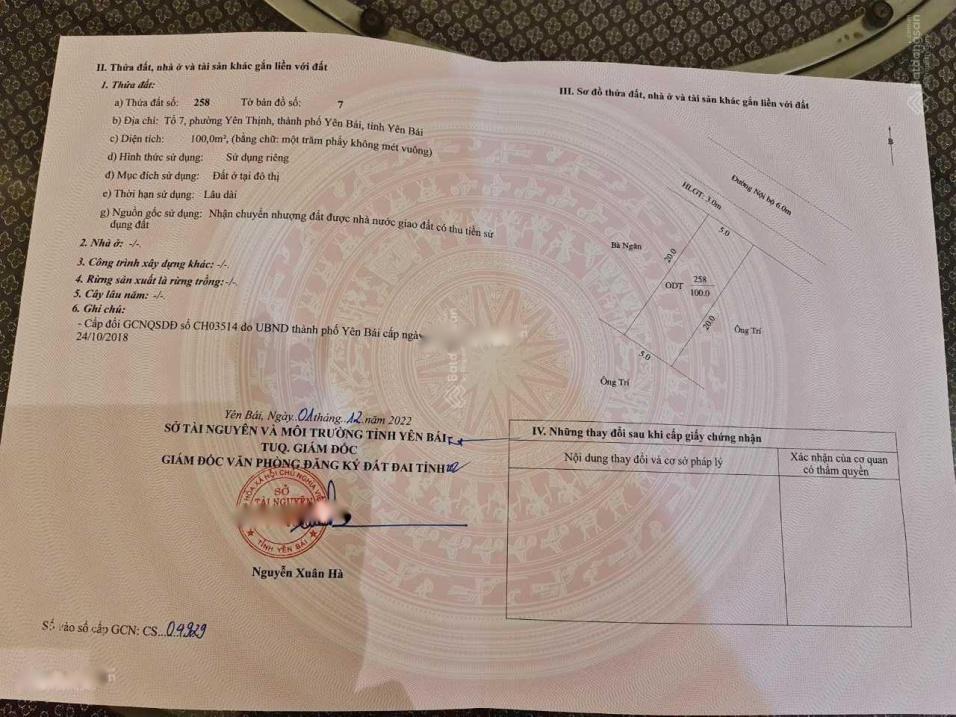 II. Thửa đất, nhà ở và tài sản khác gắn liền với đất
1. Thửa đất:
a) Thửa đất số: 258 Tờ bản đồ số: 7
b) Địa chỉ: Tổ 7, phường Yên Thịnh, thành phố Yên Bái, tỉnh Yên Bái
c) Diện tích: 100,0m², (bằng chữ: một trăm phẩy không mét vuông)
d) Hình thức sử dụng: Sử dụng riêng
đ) Mục đích sử dụng: Đất ở tại đô thị
e) Thời hạn sử dụng: Lâu dài
g) Nguồn gốc sử dụng: Nhận chuyển nhượng đất được nhà nước giao đất có thu tiền sử
dụng đất
2. Nhà ở: -/-.
3. Công trình xây dựng khác: -/-.
4. Rừng sản xuất là rừng trồng: -/-.
5. Cây lâu năm: -/-.
6. Ghi chú:
- Cấp đổi GCNQSDĐ số CH03514 do UBND thành phố Yên Bái cấp ngày
24/10/2018
Yên Bái, Ngày 01 tháng 12 năm 2022
SỞ TÀI NGUYÊN VÀ MÔI TRƯỜNG TỈNH YÊN BÁI
TUQ. GIÁM ĐỐC
GIÁM ĐỐC VĂN PHÒNG ĐĂNG KÝ ĐẤT ĐAI TỈNH
SỞ
TÀI NGUYÊN
TỈNH YÊN BÁI
Nguyễn Xuân Hà
Số vào sổ cấp GCN: CS...04929
III. Sơ đồ thửa đất, nhà ở và tài sản khác gắn liền với đất
B
Đường Nội bộ 6.0m
HLGT: 3.0m
5.0
Bà Ngân
20.0
ODT 258
100.0
20.0
Ông Trí
5.0
Ông Trí
IV. Những thay đổi sau khi cấp giấy chứng nhận
Nội dung thay đổi và cơ sở pháp lý
Xác nhận của cơ quan
có thẩm quyền
Batdongsan